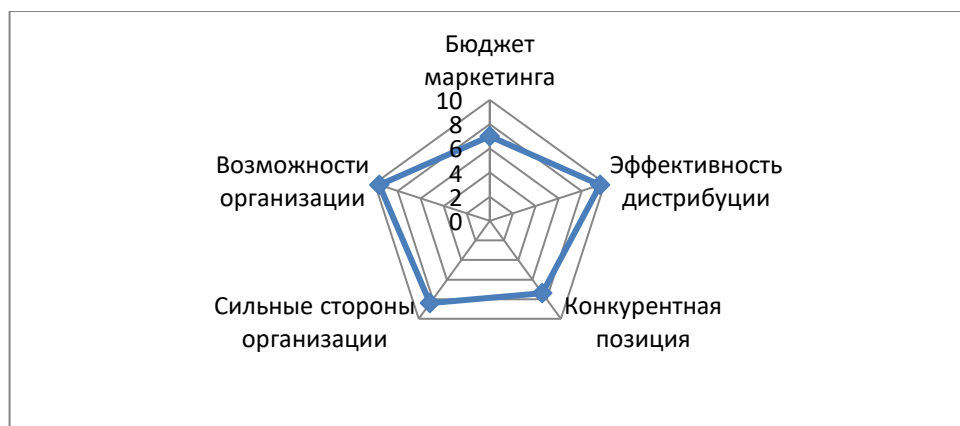 Бюджет
маркетинга
10
8
6
4
2
0
Эффективность
дистрибуции
Конкурентная
позиция
Сильные стороны
организации
Возможности
организации